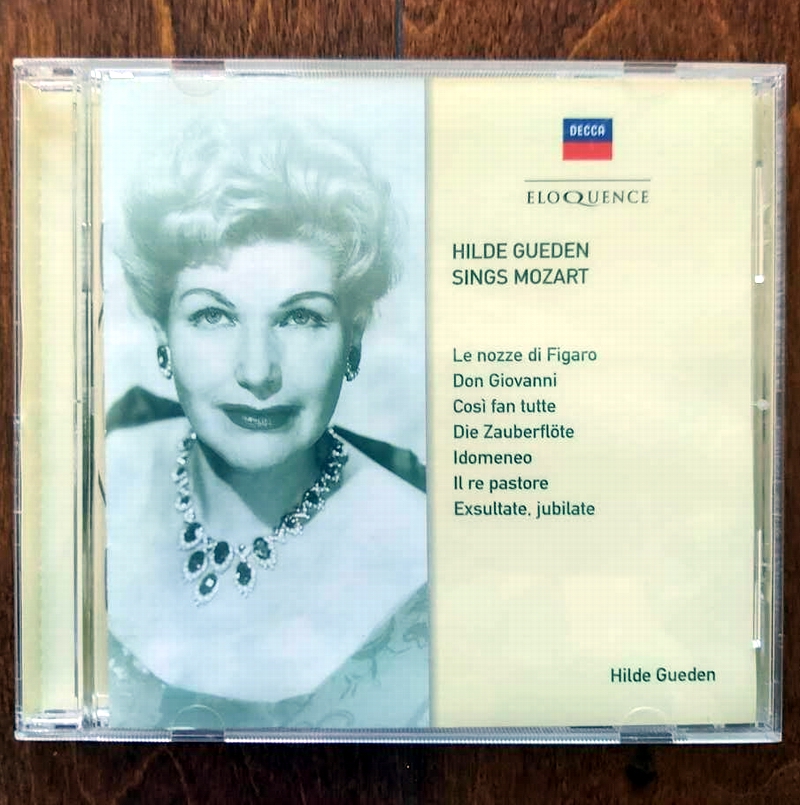 DECCA
ELOQUENCE
HILDE GUEDEN
SINGS MOZART
Le nozze di Figaro
Don Giovanni
Così fan tutte
Die Zauberflöte
Idomeneo
Il re pastore
Exsultate, jubilate
Hilde Gueden